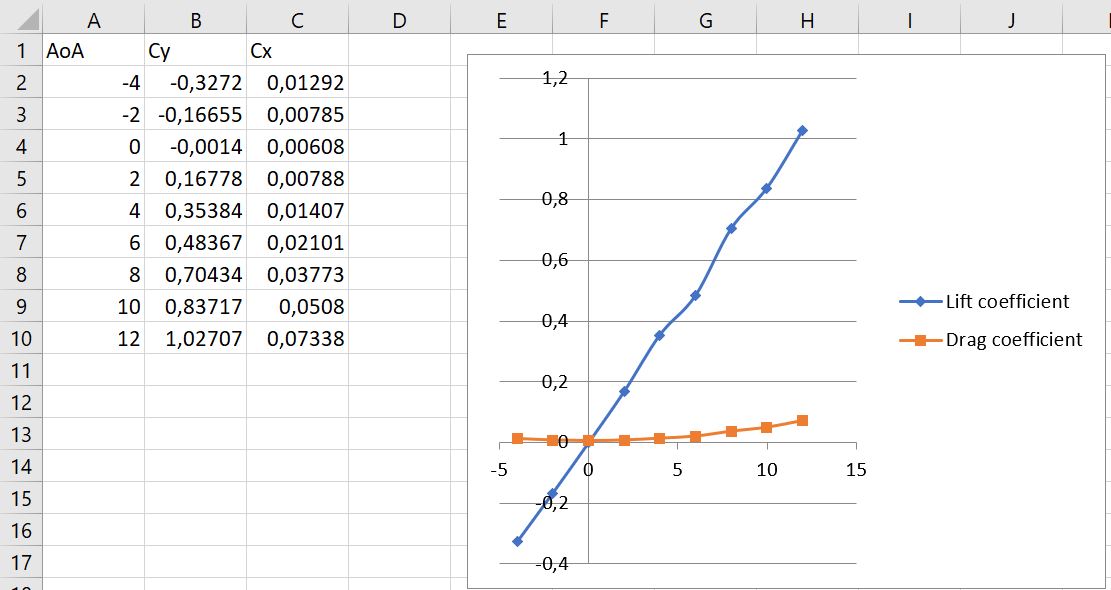 A B C D E F G H I J
1 AoA Cy Cx
2 -4 -0,3272 0,01292
3 -2 -0,16655 0,00785
4 0 -0,0014 0,00608
5 2 0,16778 0,00788
6 4 0,35384 0,01407
7 6 0,48367 0,02101
8 8 0,70434 0,03773
9 10 0,83717 0,0508
10 12 1,02707 0,07338
11
12
13
14
15
16
17
1,2
1
0,8
0,6
0,4
0,2
0
-5 0 5 10 15
-0,2
-0,4
Lift coefficient
Drag coefficient